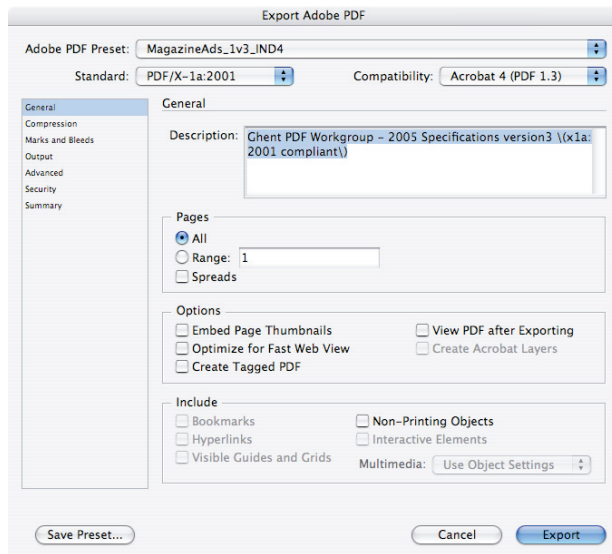 Export Adobe PDF
Adobe PDF Preset: MagazineAds_1v3_IND4
Standard: PDF/X-1a:2001 Compatibility: Acrobat 4 (PDF 1.3)
General
Compression
Marks and Bleeds
Output
Advanced
Security
Summary
General
Description: Ghent PDF Workgroup - 2005 Specifications version3 \(x1a:
2001 compliant\)
Pages
All
Range: 1
Spreads
Options
Embed Page Thumbnails View PDF after Exporting
Optimize for Fast Web View Create Acrobat Layers
Create Tagged PDF
Include
Bookmarks Non-Printing Objects
Hyperlinks Interactive Elements
Visible Guides and Grids Multimedia: Use Object Settings
Save Preset... Cancel Export